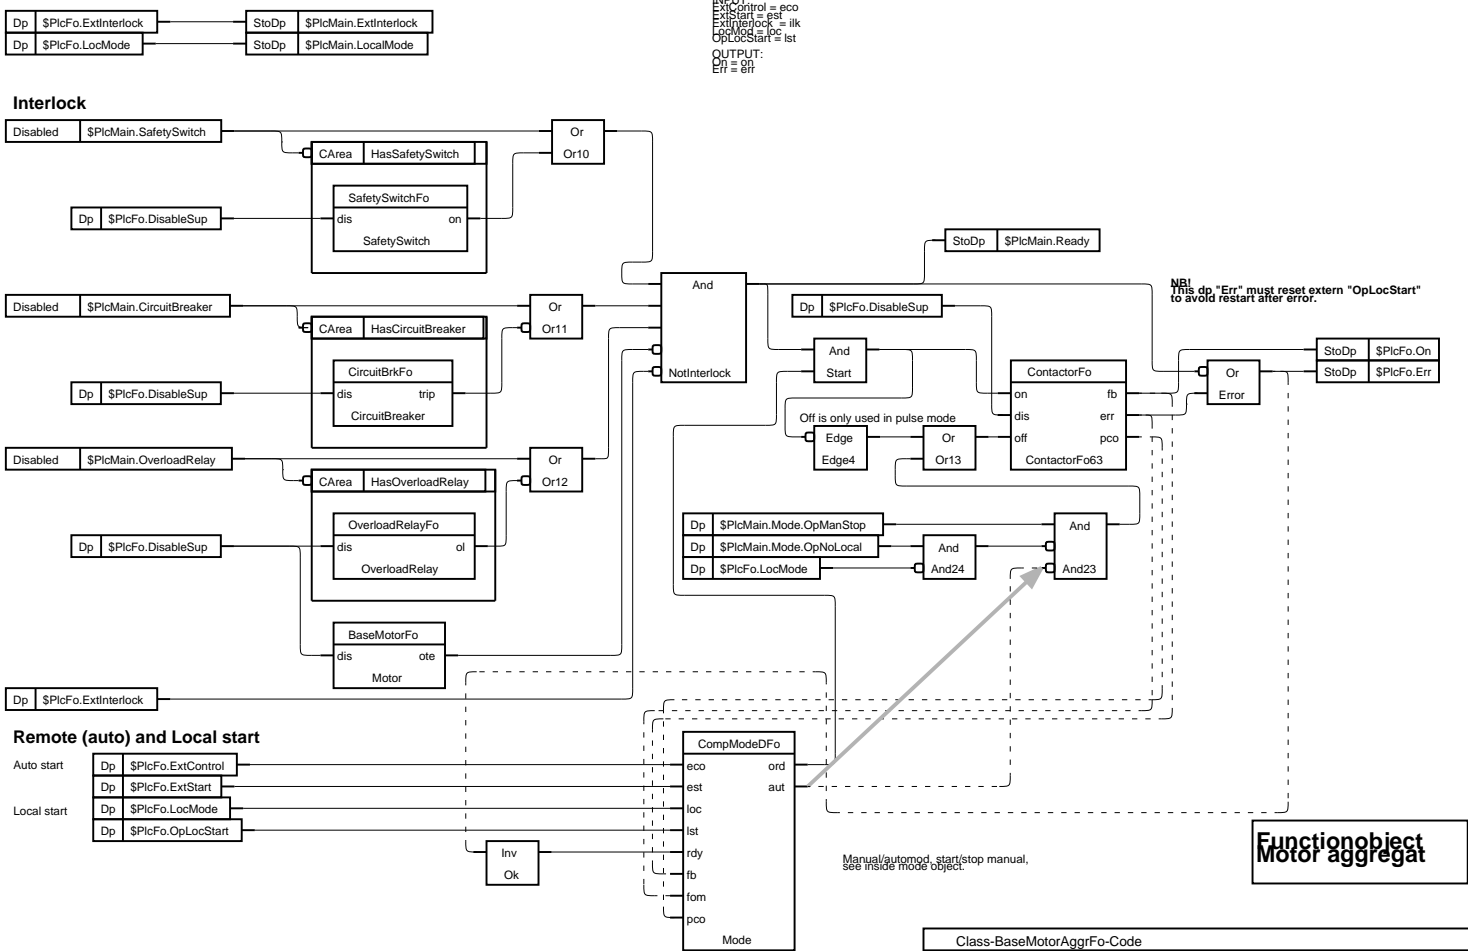 INPUT:
ExtControl = eco
ExtStart = est
ExtInterlock = ilk
LocMod = loc
OpLocStart = lst
OUTPUT:
On = on
Err = err
Dp $PlcFo.ExtInterlock StoDp $PlcMain.ExtInterlock
Dp $PlcFo.LocMode StoDp $PlcMain.LocalMode
Interlock
Disabled $PlcMain.SafetySwitch
Or
Or10
CArea HasSafetySwitch
SafetySwitchFo
dis on
SafetySwitch
Dp $PlcFo.DisableSup
StoDp $PlcMain.Ready
And
NotInterlock
NB!
This dp "Err" must reset extern "OpLocStart"
to avoid restart after error.
Disabled $PlcMain.CircuitBreaker
Or
Or11
CArea HasCircuitBreaker
CircuitBrkFo
dis trip
CircuitBreaker
Dp $PlcFo.DisableSup
Dp $PlcFo.DisableSup
And
Start
ContactorFo
on fb
dis err
off pco
ContactorFo63
Or
Error
StoDp $PlcFo.On
StoDp $PlcFo.Err
Off is only used in pulse mode
Edge
Edge4
Or
Or13
Disabled $PlcMain.OverloadRelay
Or
Or12
CArea HasOverloadRelay
OverloadRelayFo
dis ol
OverloadRelay
Dp $PlcFo.DisableSup
Dp $PlcMain.Mode.OpManStop
Dp $PlcMain.Mode.OpNoLocal
Dp $PlcFo.LocMode
And
And24
And
And23
BaseMotorFo
dis ote
Motor
Dp $PlcFo.ExtInterlock
Remote (auto) and Local start
Auto start
Dp $PlcFo.ExtControl
Dp $PlcFo.ExtStart
Local start
Dp $PlcFo.LocMode
Dp $PlcFo.OpLocStart
Inv
Ok
CompModeDFo
eco ord
est aut
loc
lst
rdy
fb
fom
pco
Mode
Manual/automod, start/stop manual,
see inside mode object.
Functionobject
Motor aggregat
Class-BaseMotorAggrFo-Code